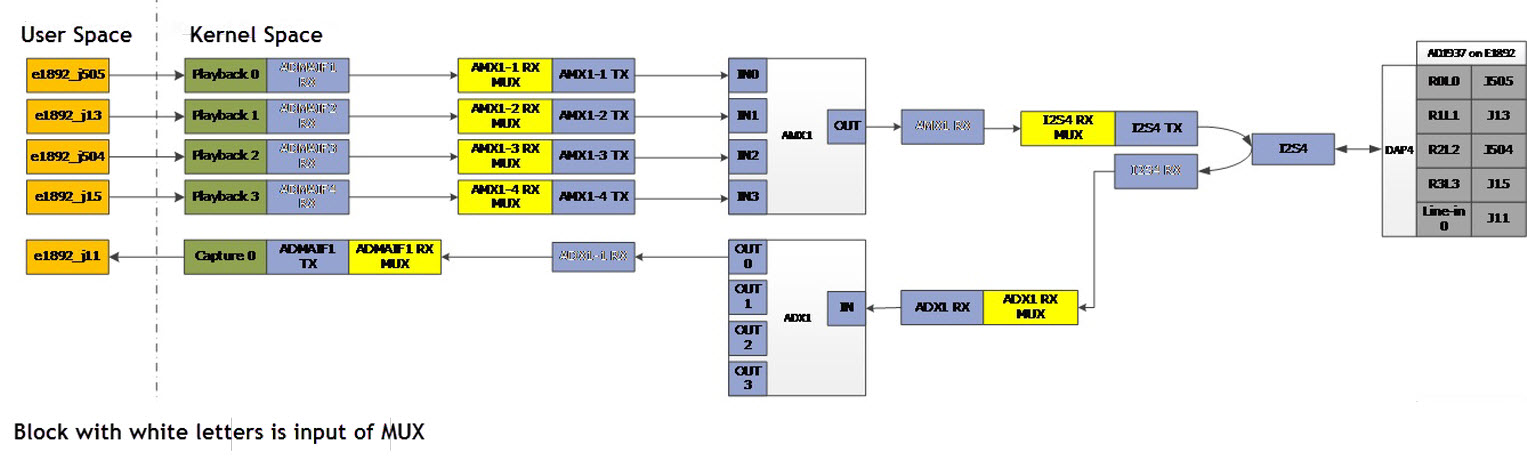 User Space
Kernel Space
AD1937 on E1892
e1892_j505
Playback 0
ADMAIF1
RX
AMX1-1 RX
MUX
AMX1-1 TX
IN0
R0L0
J505
e1892_j13
Playback 1
ADMAIF2
RX
AMX1-2 RX
MUX
AMX1-2 TX
IN1
R1L1
J13
AMX1
OUT
AMX1 RX
I2S4 RX
MUX
I2S4 TX
I2S4
DAP4
e1892_j504
Playback 2
ADMAIF3
RX
AMX1-3 RX
MUX
AMX1-3 TX
IN2
R2L2
J504
I2S4 RX
e1892_j15
Playback 3
ADMAIF4
RX
AMX1-4 RX
MUX
AMX1-4 TX
IN3
R3L3
J15
Line-in
0
J11
e1892_j11
Capture 0
ADMAIF1
TX
ADMAIF1 RX
MUX
ADX1-1 RX
OUT
0
OUT
1
OUT
2
OUT
3
ADX1
IN
ADX1 RX
ADX1 RX
MUX
Block with white letters is input of MUX